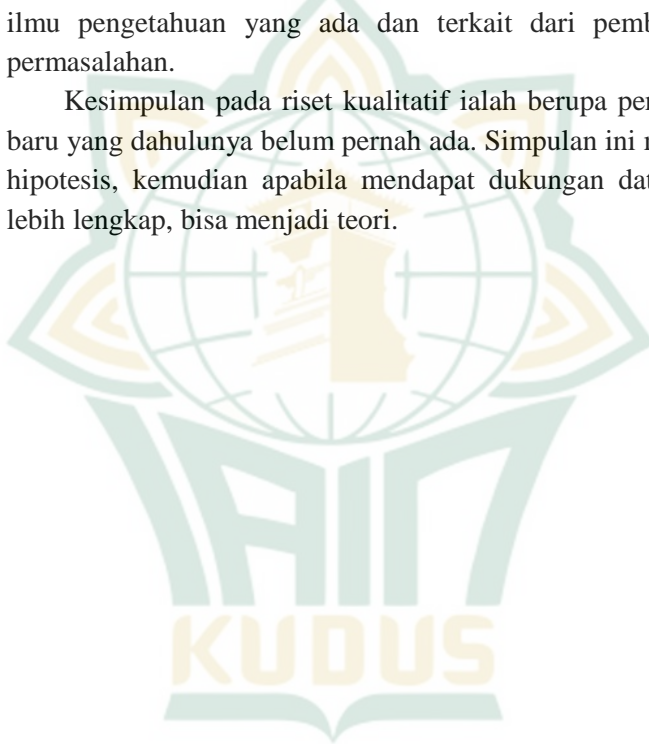 ilmu pengetahuan yang ada dan terkait dari pemb
permasalahan.
Kesimpulan pada riset kualitatif ialah berupa per
baru yang dahulunya belum pernah ada. Simpulan ini
hipotesis, kemudian apabila mendapat dukungan dat
lebih lengkap, bisa menjadi teori.
IAIN
KUDUS